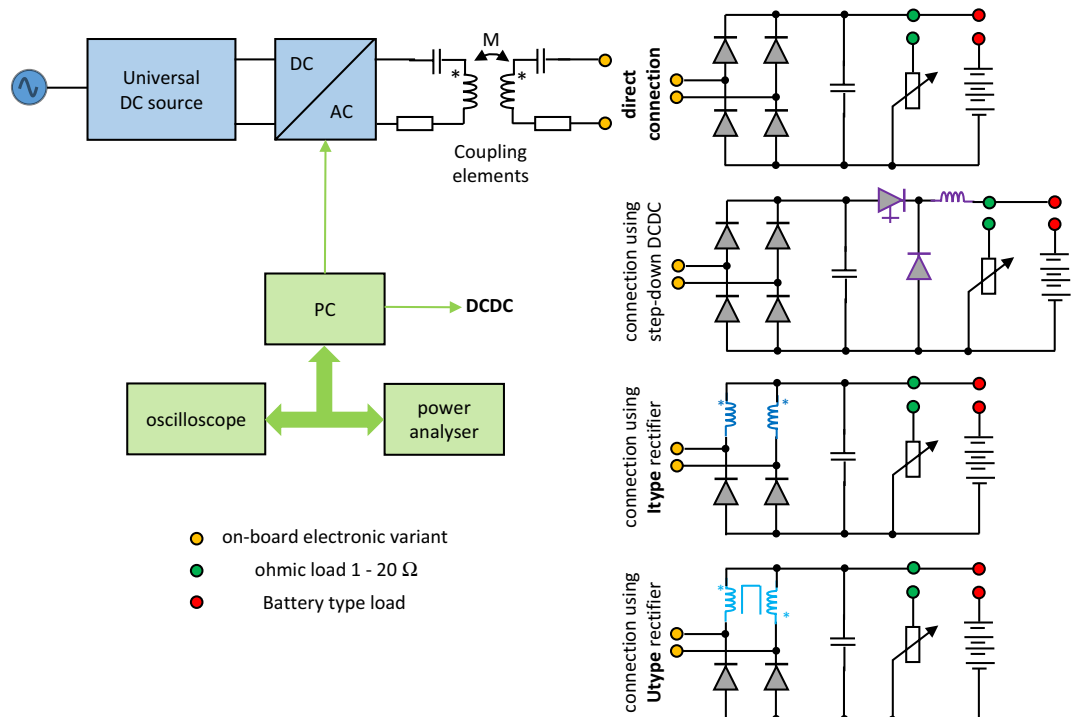 Universal
DC source
DC
AC
*
M
*
Coupling
elements
direct
connection
connection using
step-down DCDC
PC
DCDC
oscilloscope
power
analyser
connection using
Itype rectifier
*
*
on-board electronic variant
ohmic load 1 - 20 Ω
Battery type load
connection using
Utype rectifier
*
*